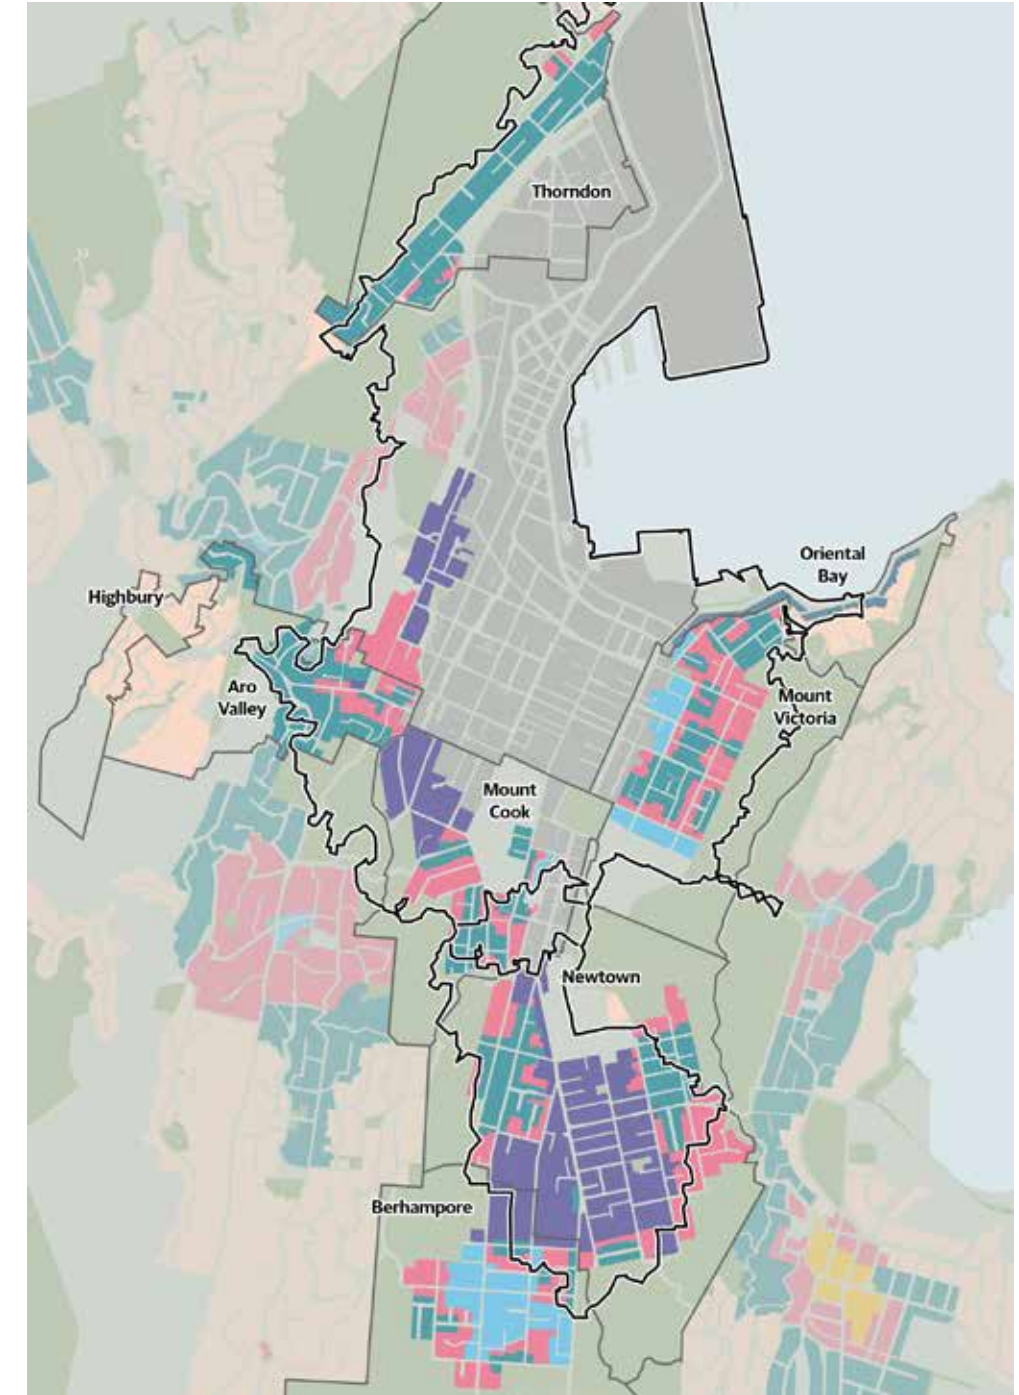 Thorndon
Oriental
Bay
Highbury
Aro
Valley
Mount
Victoria
Mount
Cook
Newtown
Berhampore